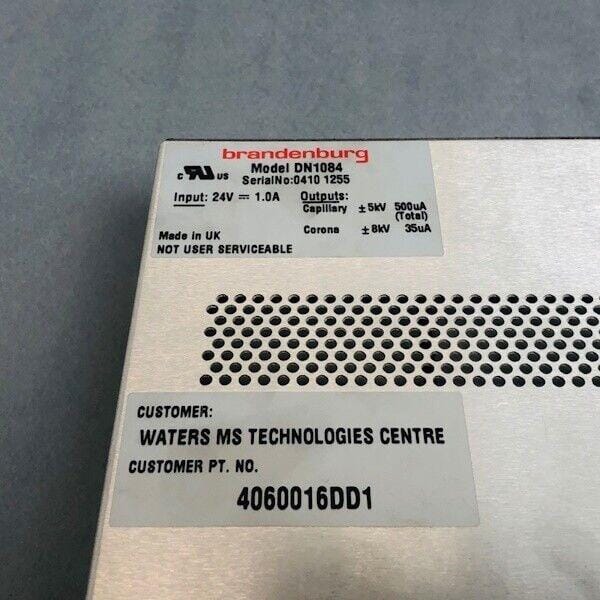 brandenburg
Model DN1084
SerialNo:0410 1255
c RU US
Input: 24V ⎓ 1.0A Outputs:
Capillary ±5kV 500uA
(Total)
Corona ±8kV 35uA
Made in UK
NOT USER SERVICEABLE
CUSTOMER:
WATERS MS TECHNOLOGIES CENTRE
CUSTOMER PT. NO.
4060016DD1